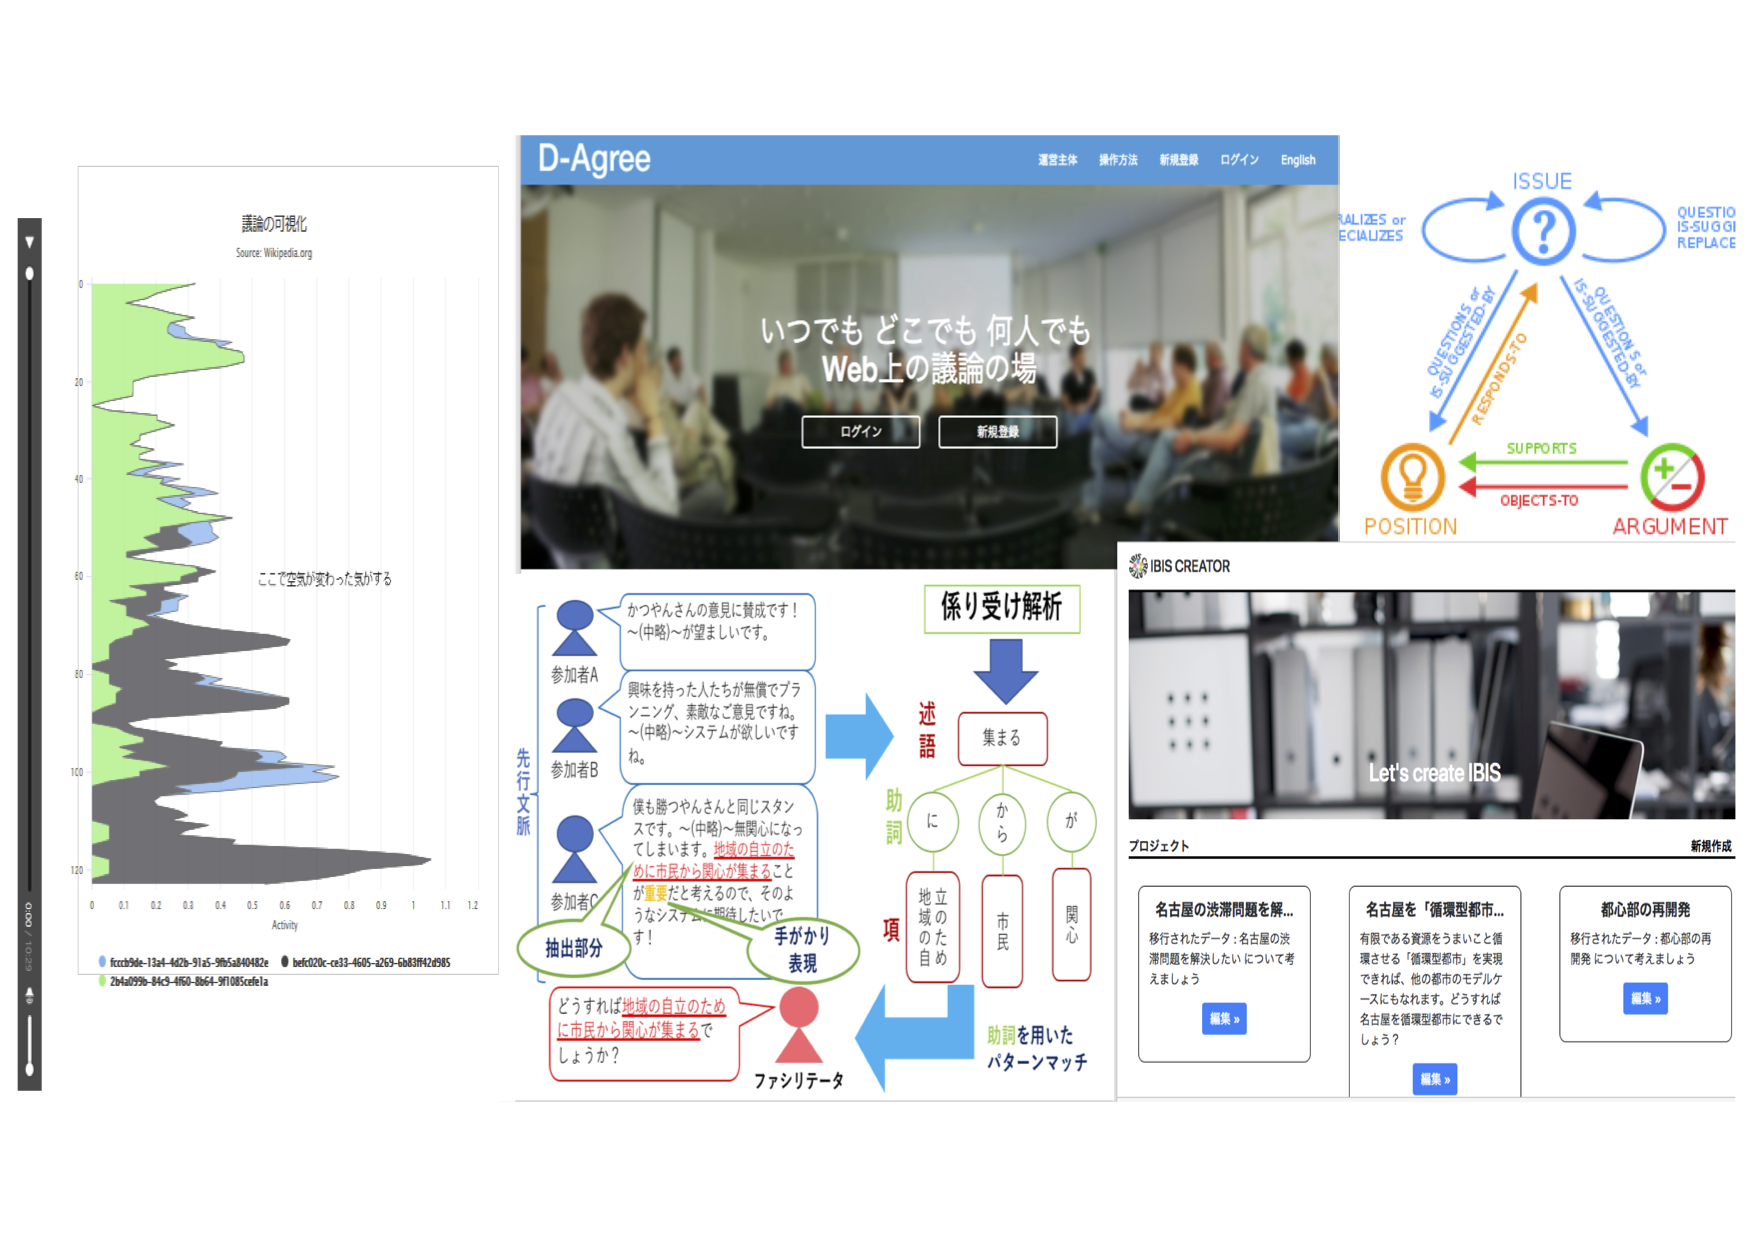 議論の可視化
Source: Wikipedia.org
0
20
40
60
80
100
120
ここで空気が変わった気がする
0 0.1 0.2 0.3 0.4 0.5 0.6 0.7 0.8 0.9 1 1.1 1.2
Activity
fcccb9de-13a4-4d2b-91a5-9fb5a840482e
befc020c-ce33-4605-a269-6b83ff42d985
2b4a099b-84c9-4f60-8b64-9f1085cefe1a
0:00 / 10:29
D-Agree
運営主体 操作方法 新規登録 ログイン English
いつでも どこでも 何人でも
Web上の議論の場
ログイン
新規登録
ISSUE
RALIZES or
ECIALIZES
QUESTIO
IS-SUGGI
REPLACE
QUESTIONS or
IS-SUGGESTED-BY
RESPONDS-TO
QUESTIONS or
IS-SUGGESTED-BY
SUPPORTS
OBJECTS-TO
POSITION
ARGUMENT
先行文脈
参加者A
かつやんさんの意見に賛成です！
～(中略)～が望ましいです。
参加者B
興味を持った人たちが無償でプラ
ンニング、素敵なご意見ですね。
～(中略)～システムが欲しいです
ね。
参加者C
僕も勝つやんさんと同じスタン
スです。～(中略)～無関心になっ
てしまいます。地域の自立のた
めに市民から関心が集まること
が重要だと考えるので、そのよ
うなシステムに期待したいで
す！
抽出部分
手がかり
表現
どうすれば地域の自立のため
に市民から関心が集まるで
しょうか？
ファシリテータ
係り受け解析
述語
集まる
助詞
に
から
が
項
地域の自
立のため
市民
関心
助詞を用いた
パターンマッチ
IBIS CREATOR
Let's create IBIS
プロジェクト
新規作成
名古屋の渋滞問題を解...
移行されたデータ : 名古屋の渋
滞問題を解決したい について考
えましょう
編集 »
名古屋を「循環型都市...
有限である資源をうまいこと循
環させる「循環型都市」を実現
できれば、他の都市のモデルケ
ースにもなれます。どうすれば
名古屋を循環型都市にできるで
しょう？
編集 »
都心部の再開発
移行されたデータ : 都心部の再
開発 について考えましょう
編集 »